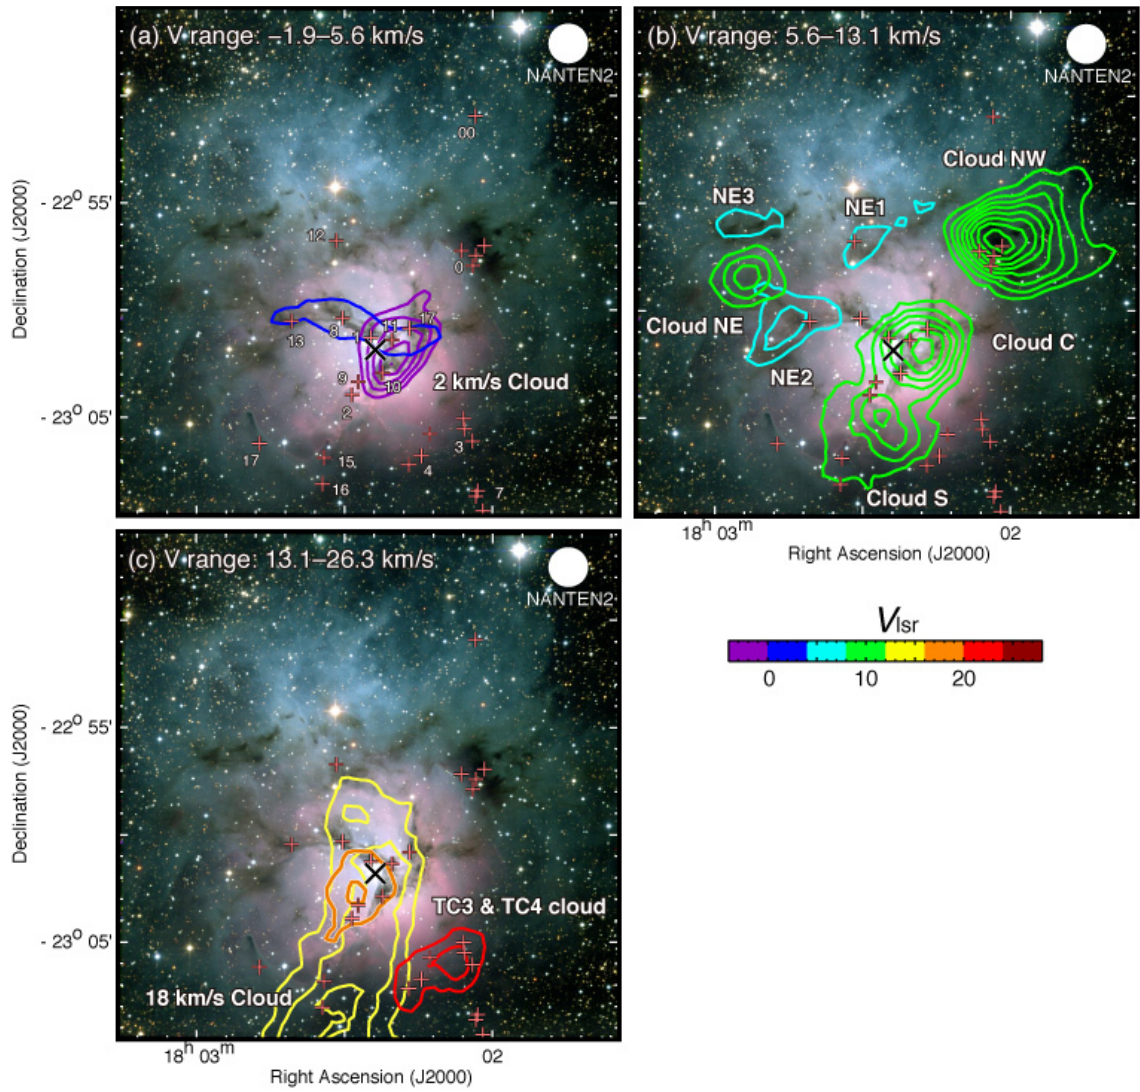 (a) V range: −1.9–5.6 km/s
NANTEN2
00
12
0
13
8
1
11
17
9
10
2 km/s Cloud
2
3
17
15
4
16
7
- 22° 55'
- 23° 05'
Declination (J2000)
(b) V range: 5.6–13.1 km/s
NANTEN2
Cloud NW
NE3
NE1
Cloud NE
Cloud C
NE2
Cloud S
18ʰ 03ᵐ
02
Right Ascension (J2000)
Vlsr
0
10
20
(c) V range: 13.1–26.3 km/s
NANTEN2
- 22° 55'
- 23° 05'
Declination (J2000)
TC3 & TC4 cloud
18 km/s Cloud
18ʰ 03ᵐ
02
Right Ascension (J2000)